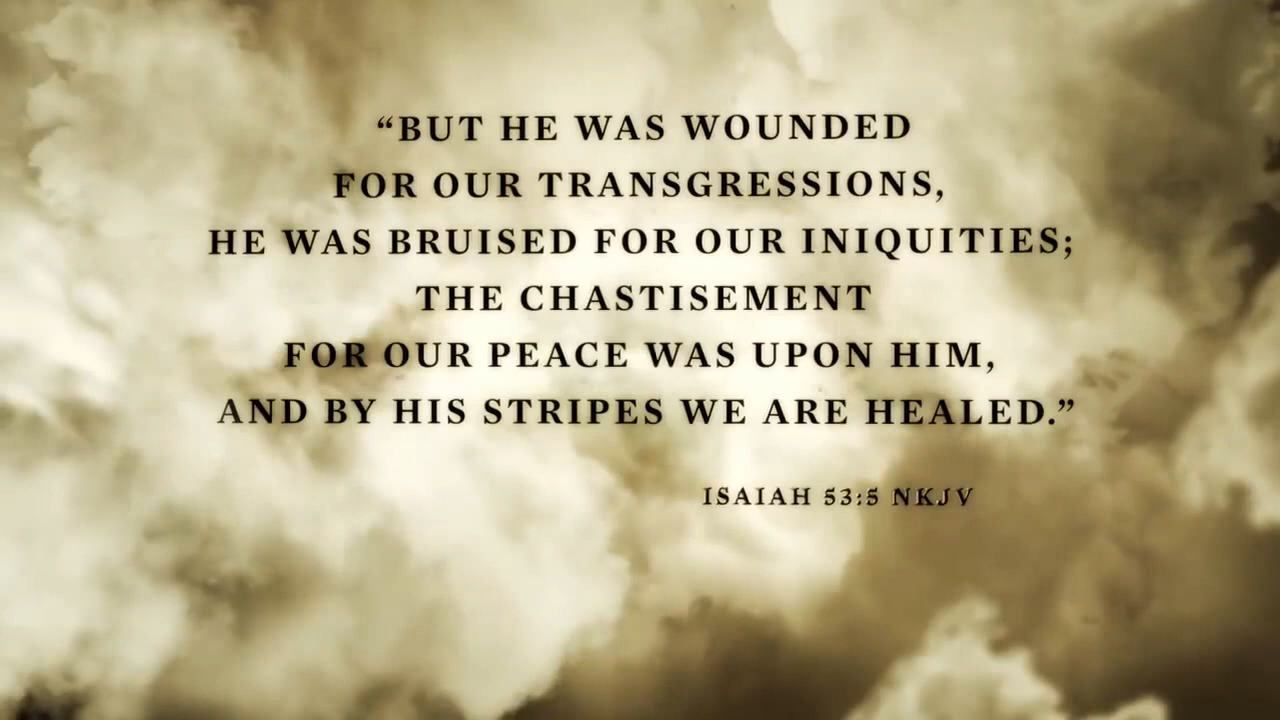 “BUT HE WAS WOUNDED
FOR OUR TRANSGRESSIONS,
HE WAS BRUISED FOR OUR INIQUITIES;
THE CHASTISEMENT
FOR OUR PEACE WAS UPON HIM,
AND BY HIS STRIPES WE ARE HEALED.”
ISAIAH 53:5 NKJV